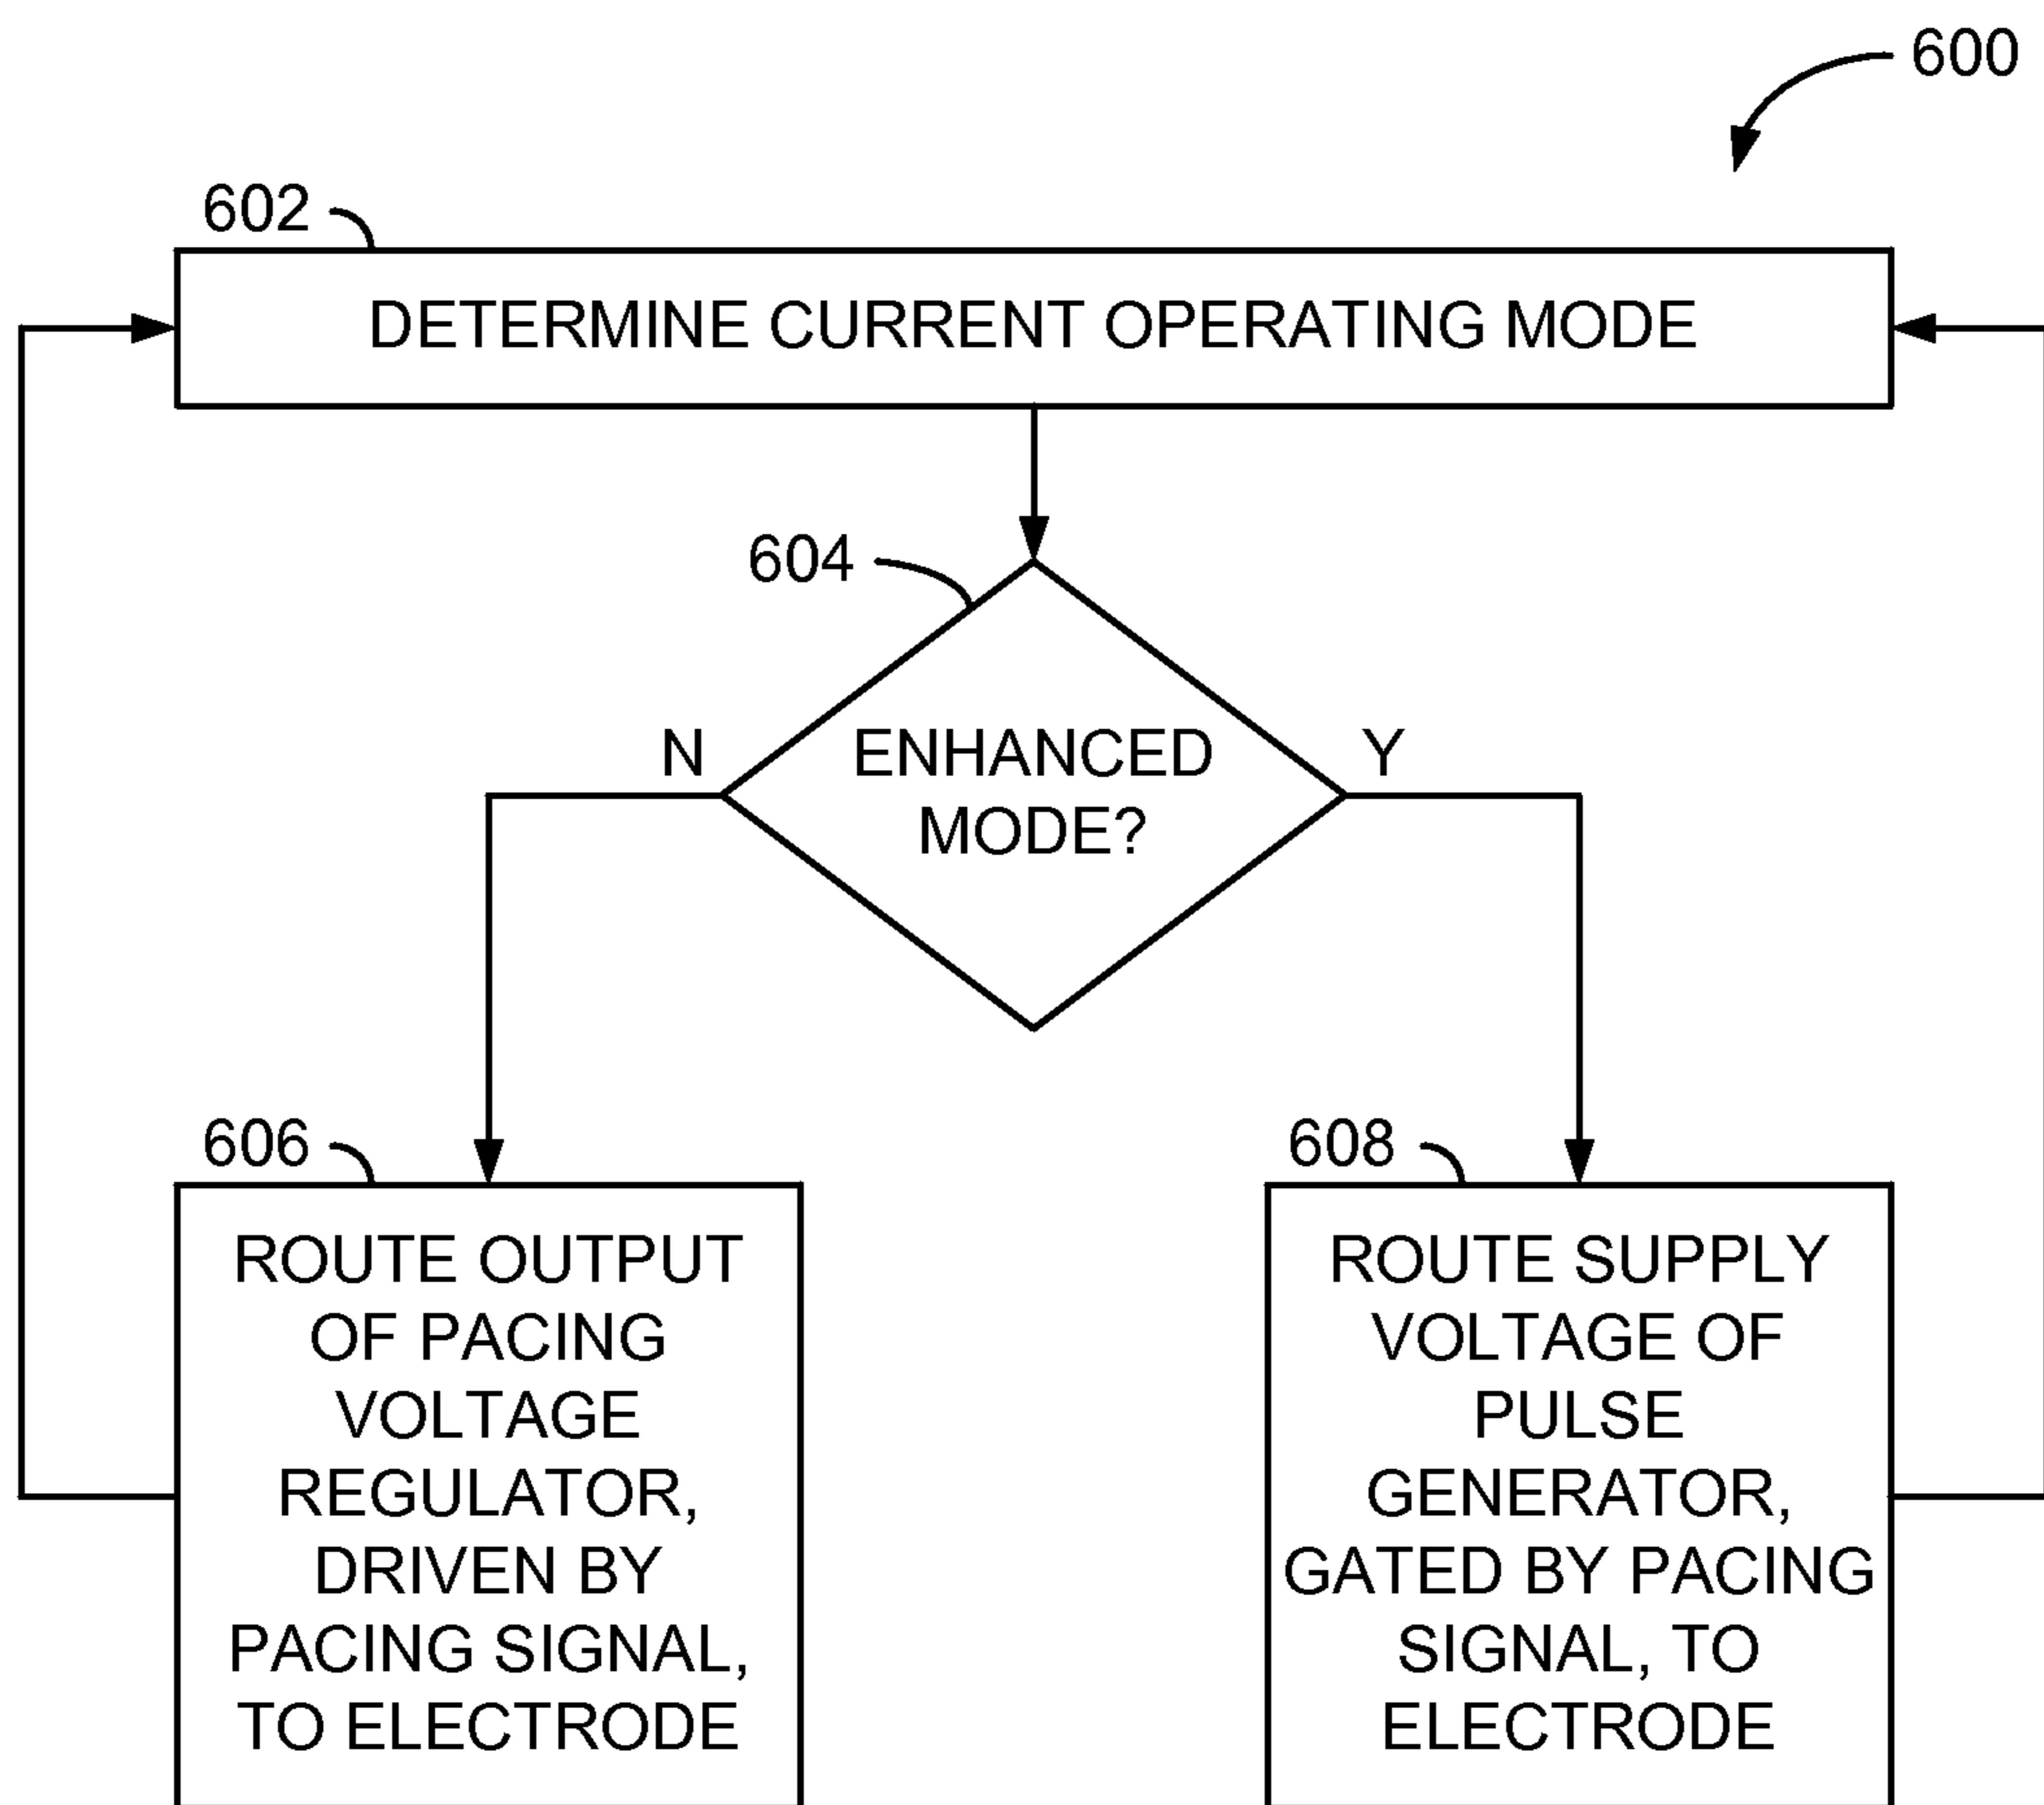 600
602
DETERMINE CURRENT OPERATING MODE
604
N
ENHANCED
MODE?
Y
606
ROUTE OUTPUT
OF PACING
VOLTAGE
REGULATOR,
DRIVEN BY
PACING SIGNAL,
TO ELECTRODE
608
ROUTE SUPPLY
VOLTAGE OF
PULSE
GENERATOR,
GATED BY PACING
SIGNAL, TO
ELECTRODE